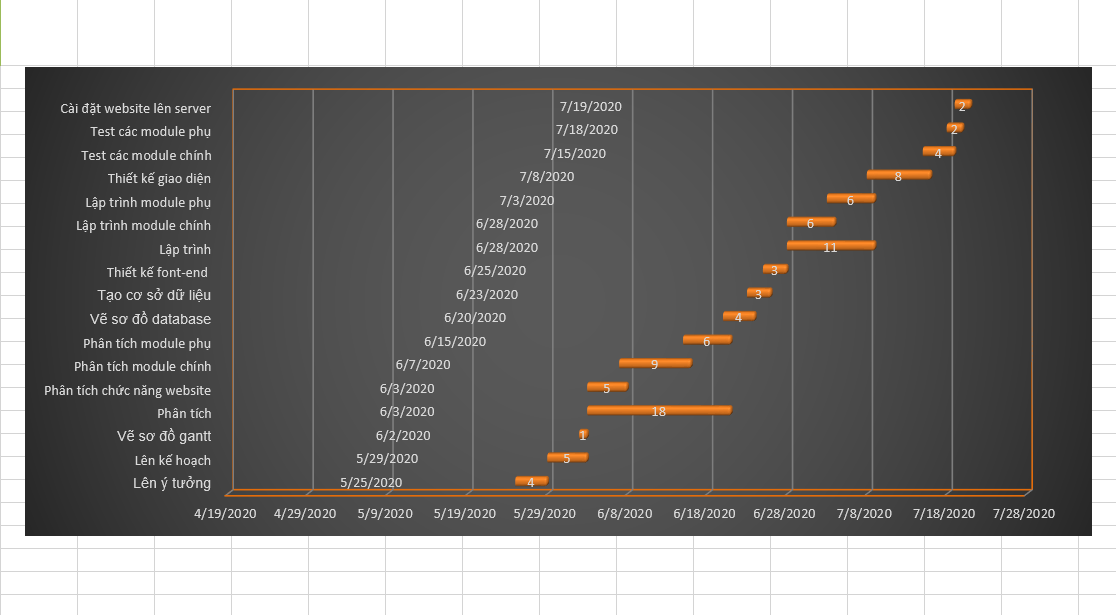 Cài đặt website lên server 7/19/2020 2
Test các module phụ 7/18/2020 2
Test các module chính 7/15/2020 4
Thiết kế giao diện 7/8/2020 8
Lập trình module phụ 7/3/2020 6
Lập trình module chính 6/28/2020 6
Lập trình 6/28/2020 11
Thiết kế font-end 6/25/2020 3
Tạo cơ sở dữ liệu 6/23/2020 3
Vẽ sơ đồ database 6/20/2020 4
Phân tích module phụ 6/15/2020 6
Phân tích module chính 6/7/2020 9
Phân tích chức năng website 6/3/2020 5
Phân tích 6/3/2020 18
Vẽ sơ đồ gantt 6/2/2020 1
Lên kế hoạch 5/29/2020 5
Lên ý tưởng 5/25/2020 4
4/19/2020 4/29/2020 5/9/2020 5/19/2020 5/29/2020 6/8/2020 6/18/2020 6/28/2020 7/8/2020 7/18/2020 7/28/2020